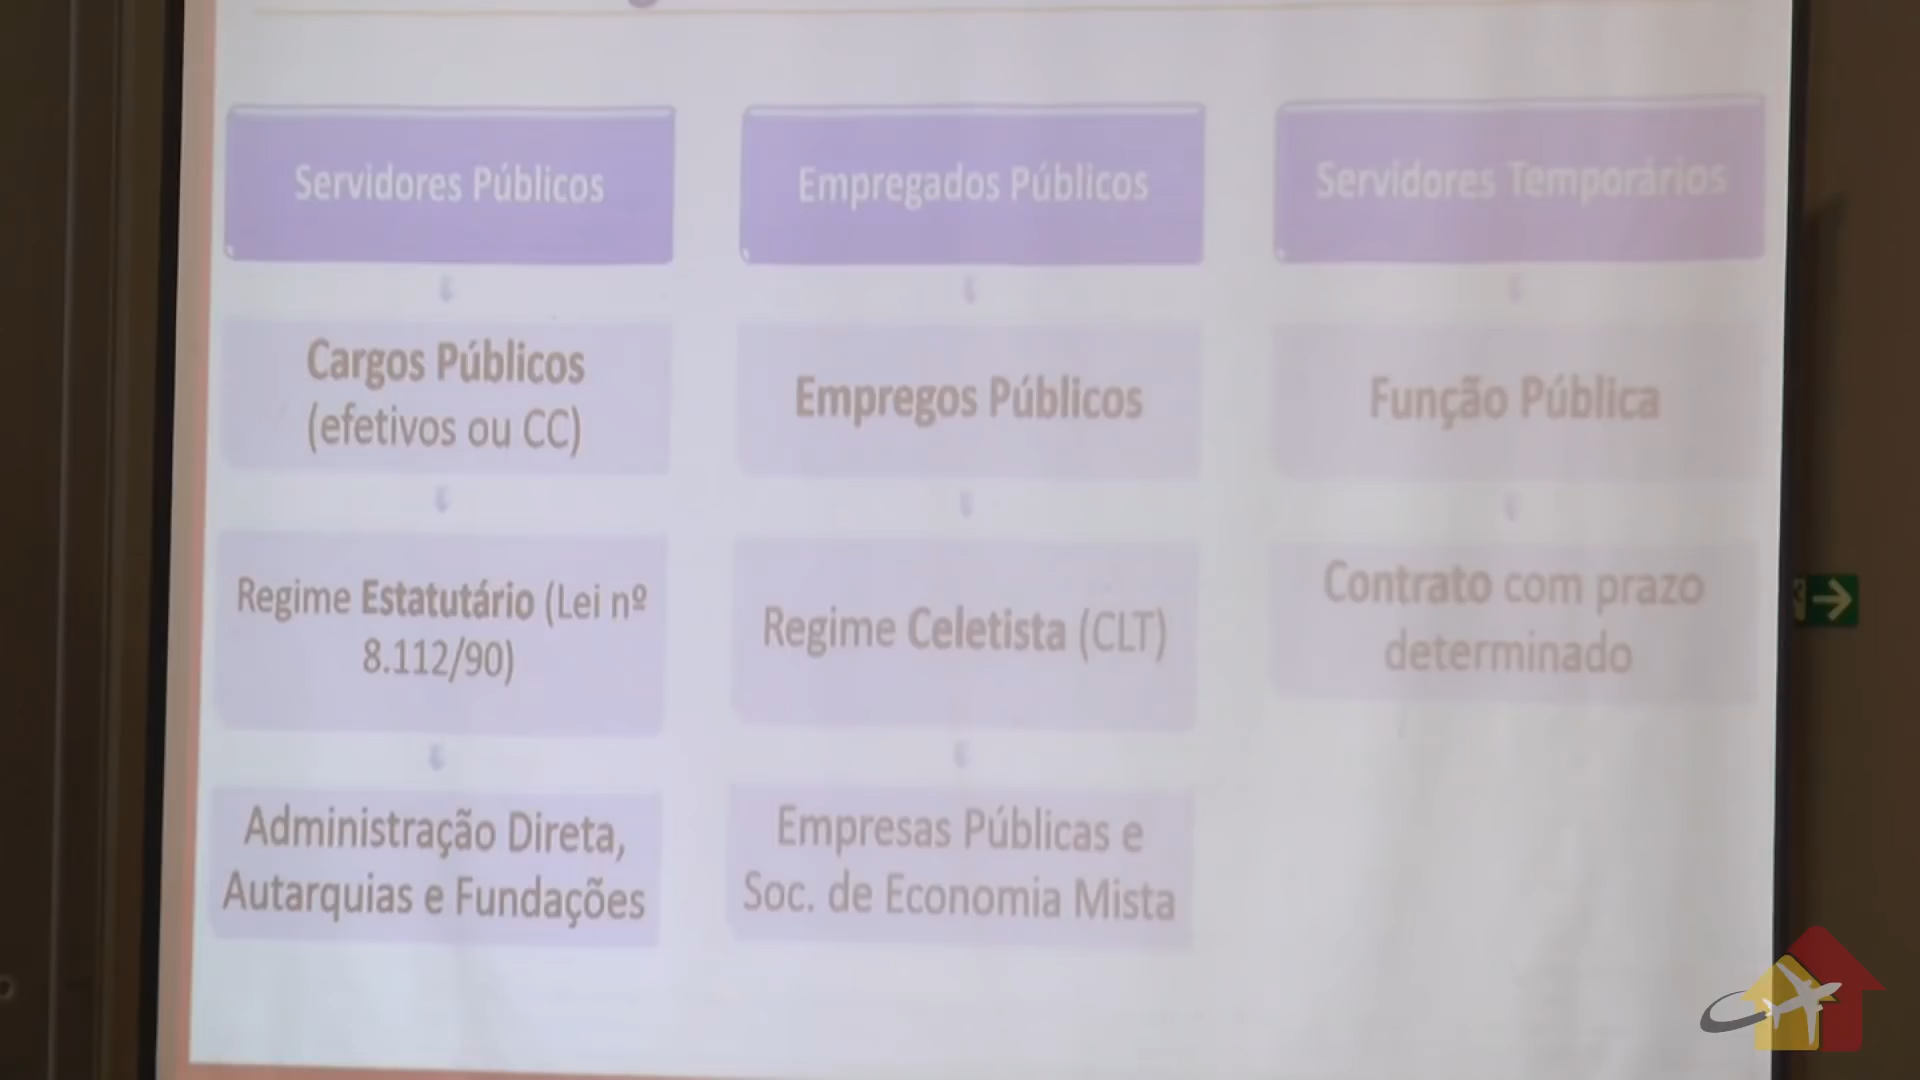 Servidores Públicos
Cargos Públicos
(efetivos ou CC)
Regime Estatutário (Lei nº
8.112/90)
Administração Direta,
Autarquias e Fundações
Empregados Públicos
Empregos Públicos
Regime Celetista (CLT)
Empresas Públicas e
Soc. de Economia Mista
Servidores Temporários
Função Pública
Contrato com prazo
determinado